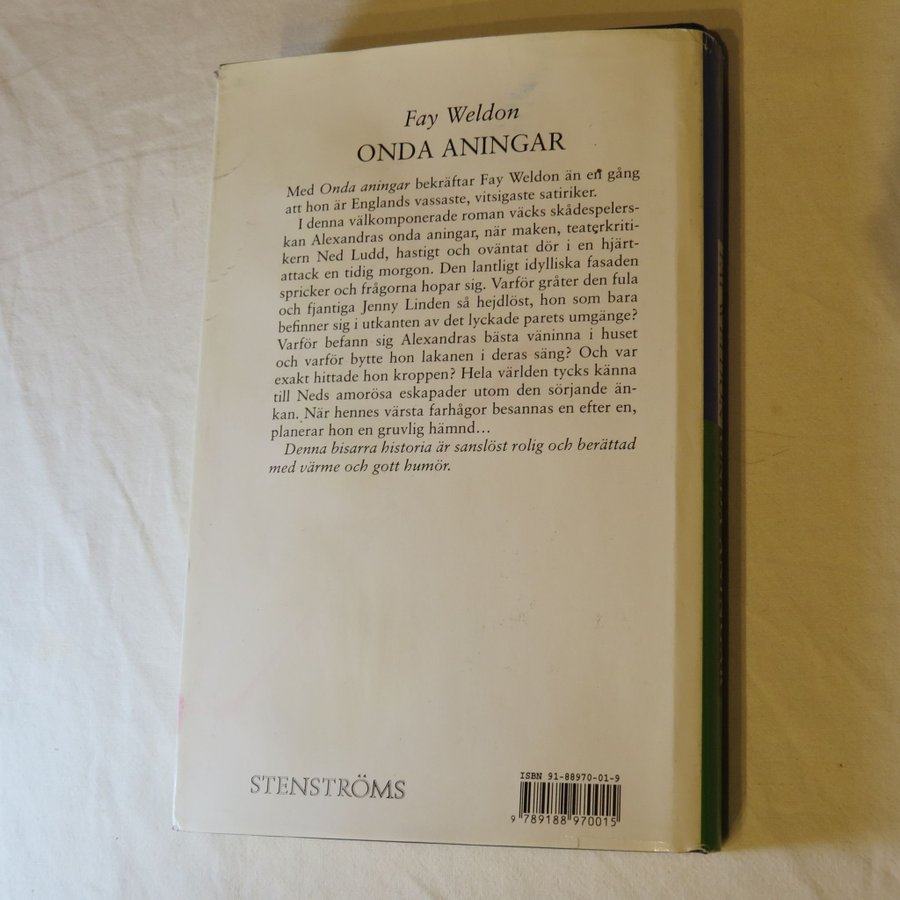 Fay Weldon
ONDA ANINGAR
Med Onda aningar bekräftar Fay Weldon än en gång
att hon är Englands vassaste, vitsigaste satiriker.
I denna välkomponerade roman väcks skådespelers-
kan Alexandras onda aningar, när maken, teaterkriti-
kern Ned Ludd, hastigt och oväntat dör i en hjärt-
attack en tidig morgon. Den lantligt idylliska fasaden
spricker och frågorna hopar sig. Varför gråter den fula
och fjantiga Jenny Linden så hejdlöst, hon som bara
befinner sig i utkanten av det lyckade parets umgänge?
Varför befann sig Alexandras bästa väninna i huset
och varför bytte hon lakanen i deras säng? Och var
exakt hittade hon kroppen? Hela världen tycks känna
till Neds amorösa eskapader utom den sörjande än-
kan. När hennes värsta farhågor besannas en efter en,
planerar hon en gruvlig hämnd...
Denna bisarra historia är sanslöst rolig och berättad
med värme och gott humör.
STENSTRÖMS
ISBN 91-88970-01-9
9 789188 970015